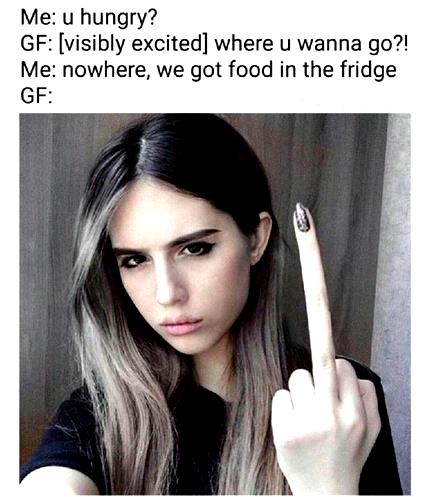 Me: u hungry?
GF: [visibly excited] where u wanna go?!
Me: nowhere, we got food in the fridge
GF: